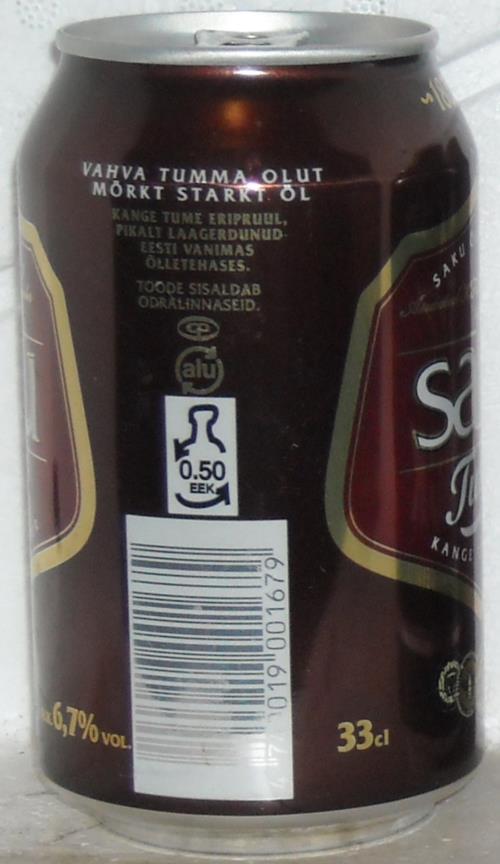 VAHVA TUMMA OLUT
MÖRKT STARKT ÖL
KANGE TUME ERIPRUUL,
PIKALT LAAGERDUNUD
EESTI VANIMAS
ÕLLETEHASES.
TOODE SISALDAB
ODRALINNASEID.
alu
0.50
EEK
019 001679
6,7% VOL.
33cl
SAKU
KANGE